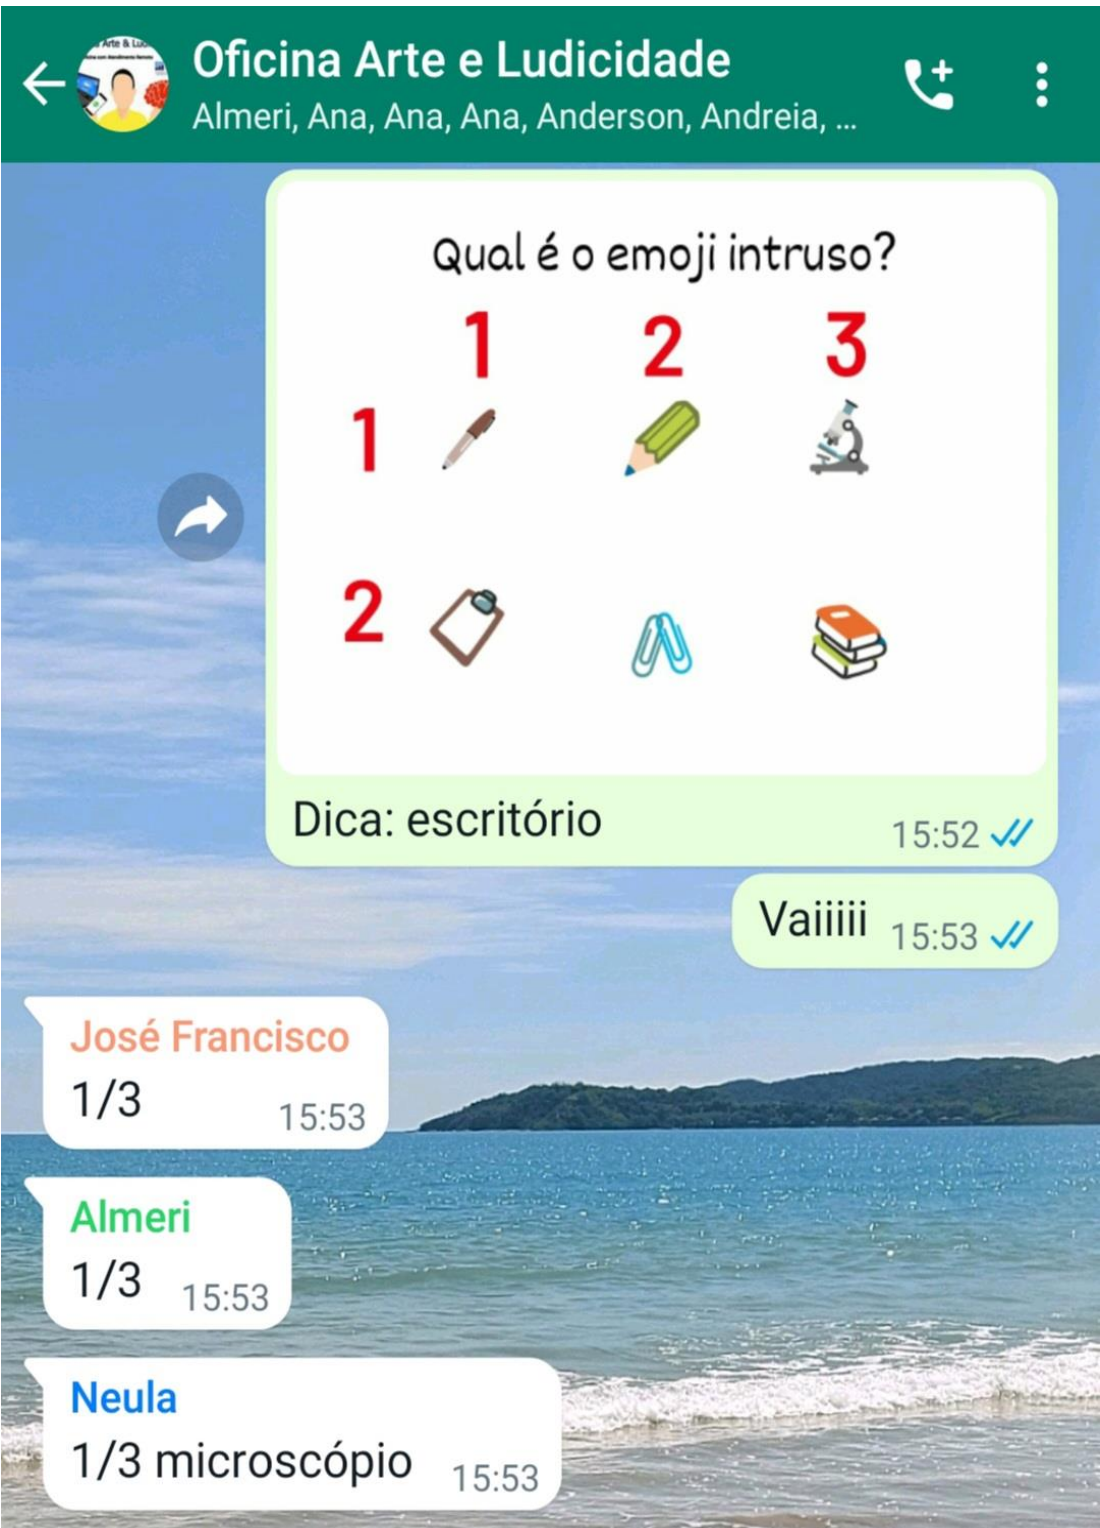 Oficina Arte e Ludicidade
Almeri, Ana, Ana, Ana, Anderson, Andreia, ...
Qual é o emoji intruso?
1 2 3
1
2
Dica: escritório
15:52
Vaiiiii 15:53
José Francisco
1/3 15:53
Almeri
1/3 15:53
Neula
1/3 microscópio 15:53